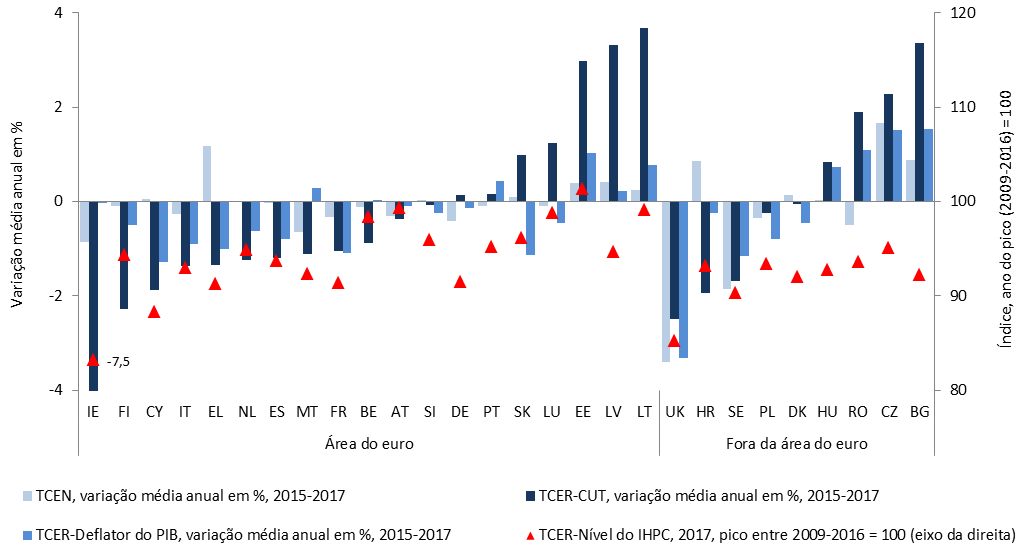 4
2
0
-2
-4
Variação média anual em %
120
110
100
90
80
Índice, ano do pico (2009-2016) = 100
-7,5
IE FI CY IT EL NL ES MT FR BE AT SI DE PT SK LU EE LV LT UK HR SE PL DK HU RO CZ BG
Área do euro Fora da área do euro
TCEN, variação média anual em %, 2015-2017 TCER-CUT, variação média anual em %, 2015-2017
TCER-Deflator do PIB, variação média anual em %, 2015-2017 TCER-Nível do IHPC, 2017, pico entre 2009-2016 = 100 (eixo da direita)